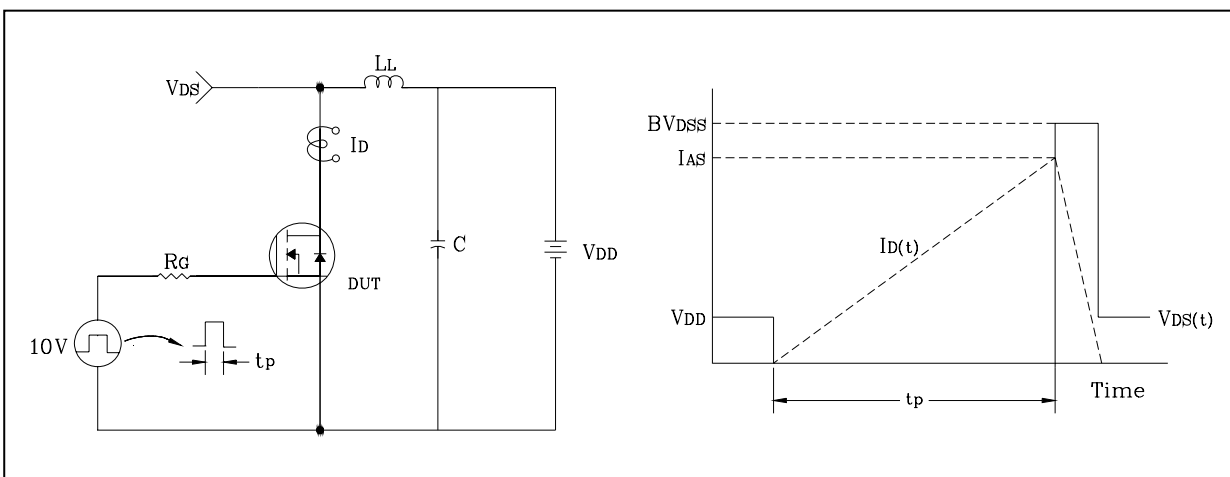 LL
VDS
ID
RG
DUT
C
VDD
10V
tp
BVDSS
IAS
ID(t)
VDD
VDS(t)
Time
tp